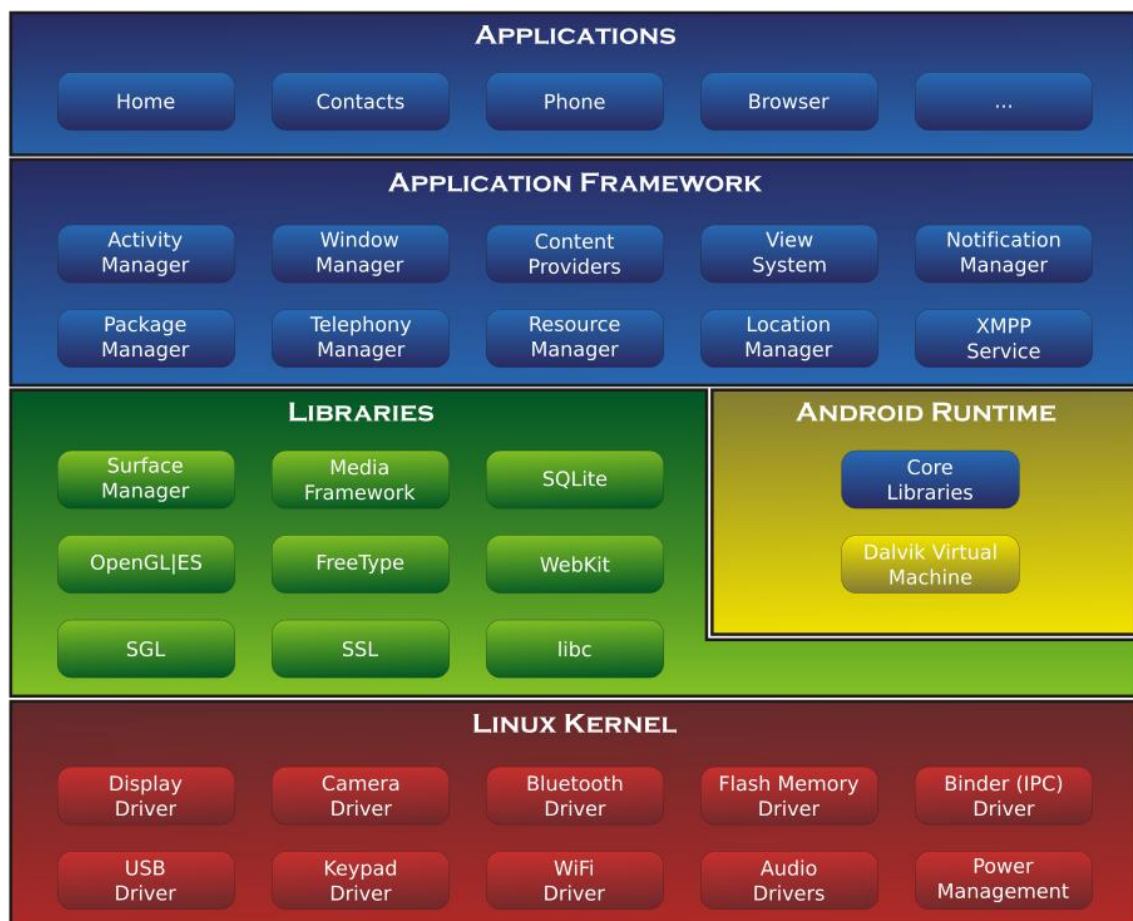 APPLICATIONS
Home
Contacts
Phone
Browser
...
APPLICATION FRAMEWORK
Activity
Manager
Window
Manager
Content
Providers
View
System
Notification
Manager
Package
Manager
Telephony
Manager
Resource
Manager
Location
Manager
XMPP
Service
LIBRARIES
Surface
Manager
Media
Framework
SQLite
OpenGL|ES
FreeType
WebKit
SGL
SSL
libc
ANDROID RUNTIME
Core
Libraries
Dalvik Virtual
Machine
LINUX KERNEL
Display
Driver
Camera
Driver
Bluetooth
Driver
Flash Memory
Driver
Binder (IPC)
Driver
USB
Driver
Keypad
Driver
WiFi
Driver
Audio
Drivers
Power
Management